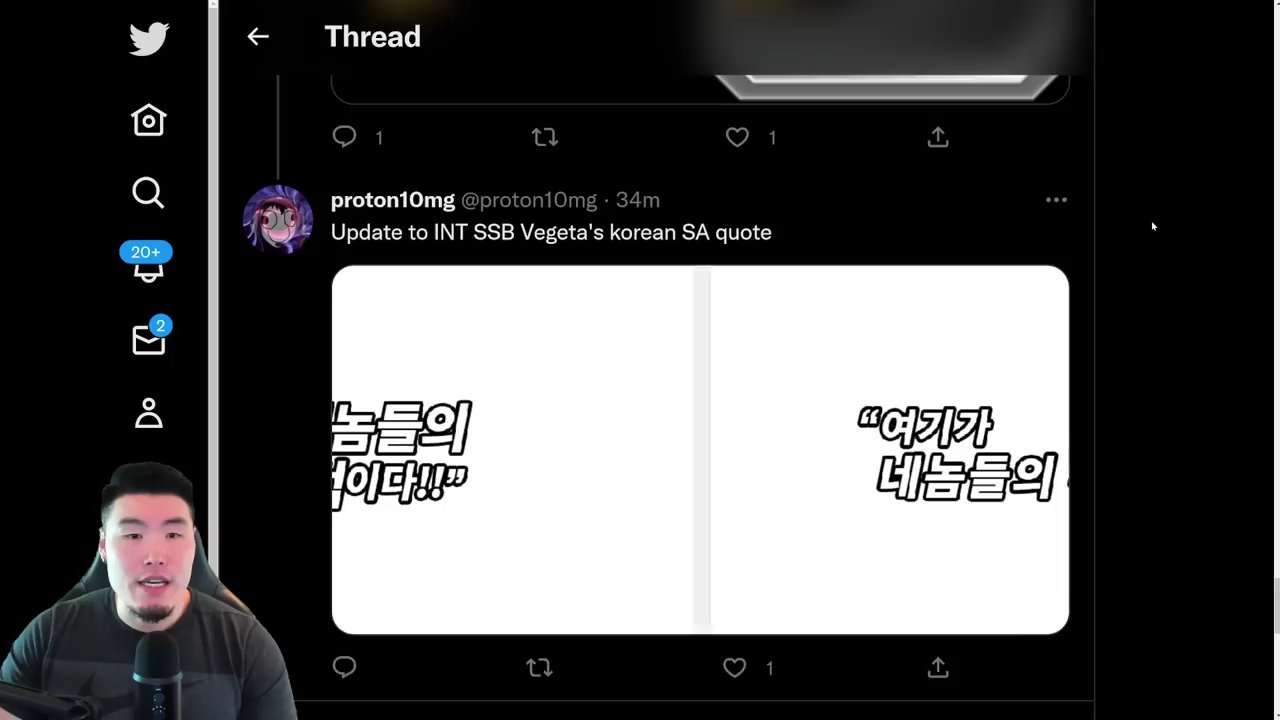 Thread
1
1
proton10mg @proton10mg · 34m
Update to INT SSB Vegeta's korean SA quote
20+
2
놈들의
이다!!”
“여기가
네놈들의
1